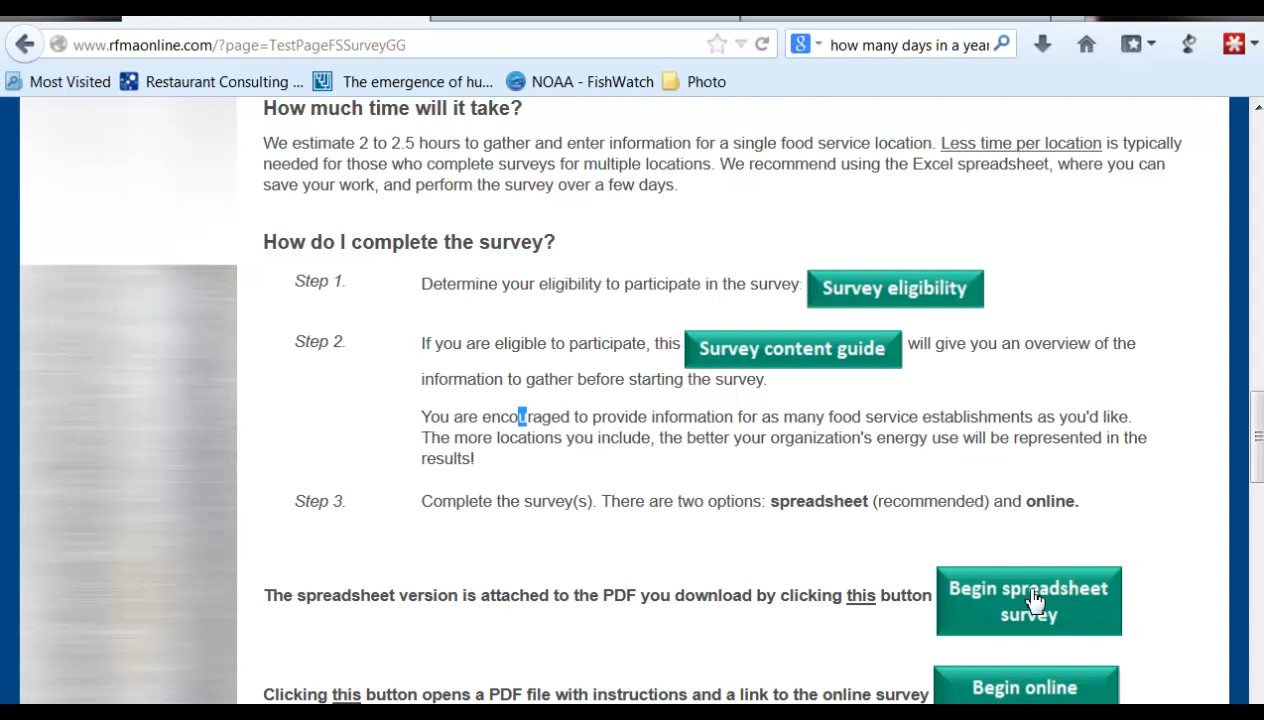 www.rfmaonline.com/?page=TestPageFSSurveyGG
how many days in a year
Most Visited Restaurant Consulting ... The emergence of hu... NOAA - FishWatch Photo
How much time will it take?
We estimate 2 to 2.5 hours to gather and enter information for a single food service location. Less time per location is typically
needed for those who complete surveys for multiple locations. We recommend using the Excel spreadsheet, where you can
save your work, and perform the survey over a few days.
How do I complete the survey?
Step 1. Determine your eligibility to participate in the survey: Survey eligibility
Step 2. If you are eligible to participate, this Survey content guide will give you an overview of the
information to gather before starting the survey.
You are encouraged to provide information for as many food service establishments as you'd like.
The more locations you include, the better your organization's energy use will be represented in the
results!
Step 3. Complete the survey(s). There are two options: spreadsheet (recommended) and online.
The spreadsheet version is attached to the PDF you download by clicking this button Begin spreadsheet
survey
Clicking this button opens a PDF file with instructions and a link to the online survey Begin online